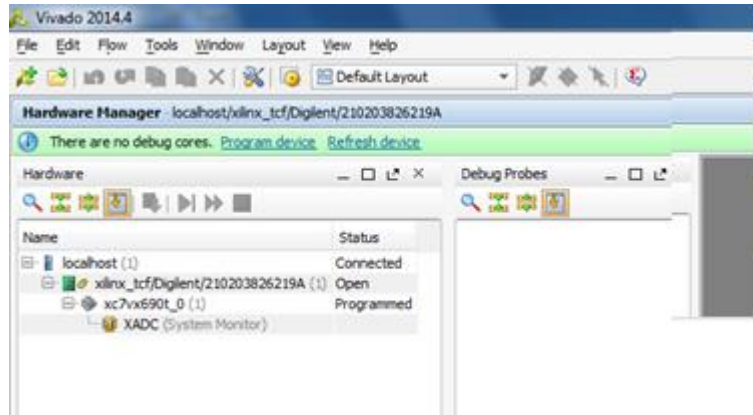 Vivado 2014.4
File Edit Flow Tools Window Layout View Help
Default Layout
Hardware Manager localhost/xilinx_tcf/Digilent/210203826219A
There are no debug cores. Program device Refresh device
Hardware
Debug Probes
Name Status
localhost (1) Connected
xilinx_tcf/Digilent/210203826219A (1) Open
xc7vx690t_0 (1) Programmed
XADC (System Monitor)